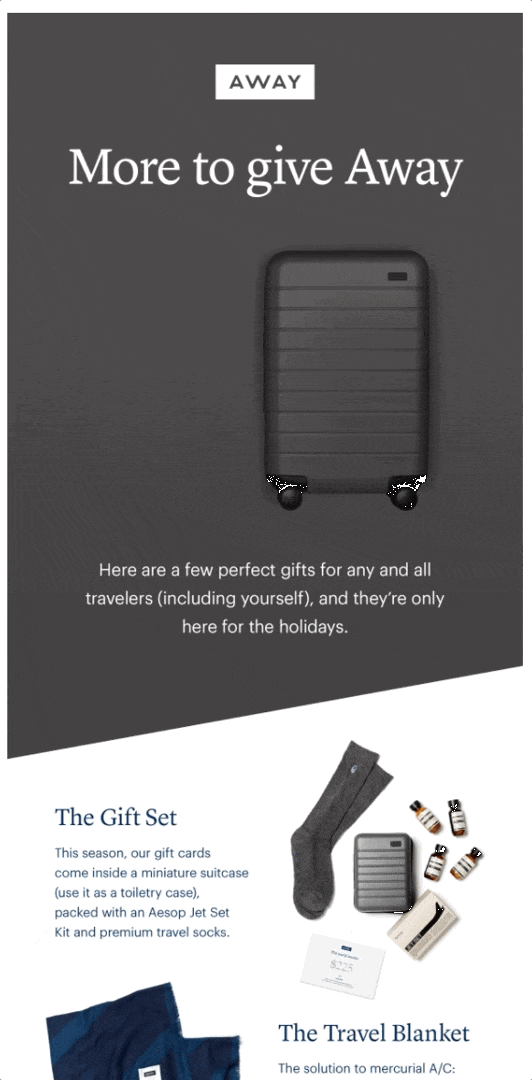 AWAY
More to give Away
Here are a few perfect gifts for any and all
travelers (including yourself), and they're only
here for the holidays.
The Gift Set
This season, our gift cards
come inside a miniature suitcase
(use it as a toiletry case),
packed with an Aesop Jet Set
Kit and premium travel socks.
$225
The Travel Blanket
The solution to mercurial A/C: